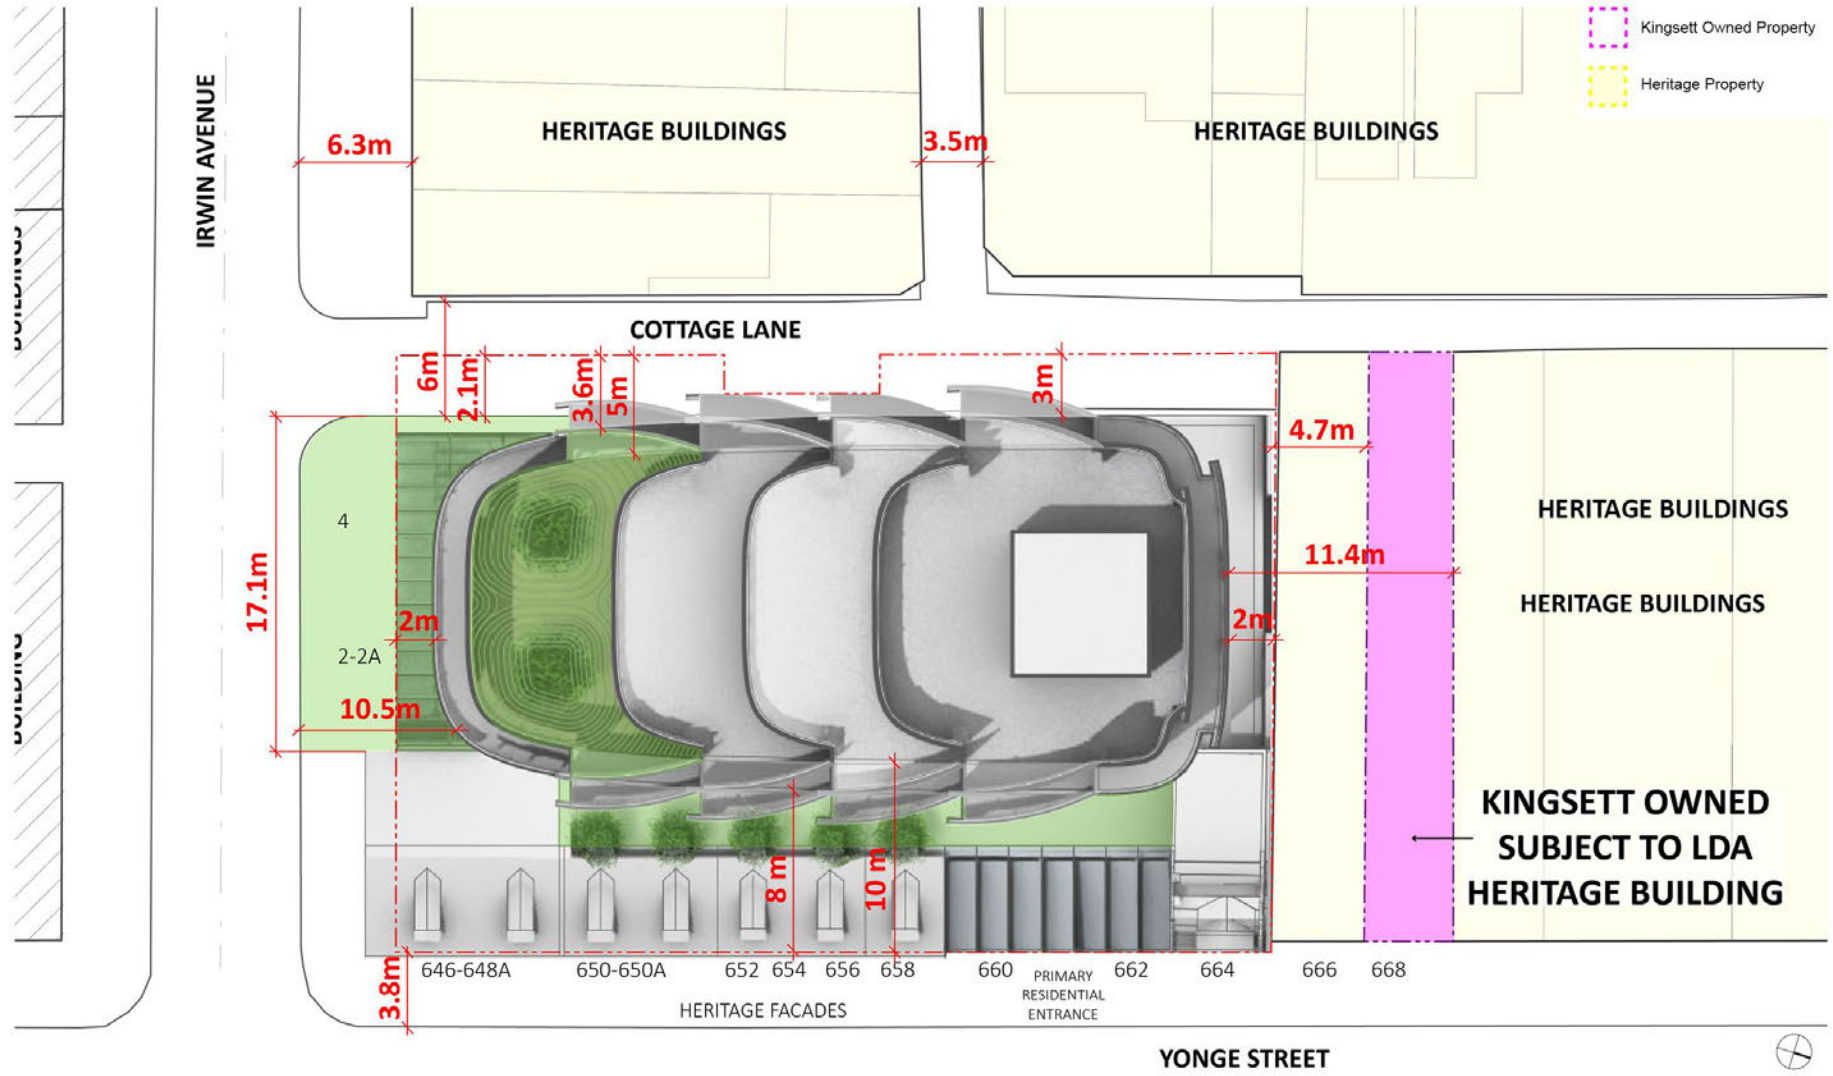 Kingsett Owned Property
Heritage Property
IRWIN AVENUE
6.3m
HERITAGE BUILDINGS
3.5m
HERITAGE BUILDINGS
BUILDINGS
COTTAGE LANE
6m
2.1m
3.6m
5m
3m
4.7m
HERITAGE BUILDINGS
4
11.4m
17.1m
HERITAGE BUILDINGS
2m
2m
2-2A
BUILDING
10.5m
KINGSETT OWNED
SUBJECT TO LDA
HERITAGE BUILDING
8 m
10 m
3.8m
646-648A
650-650A
652
654
656
658
660
PRIMARY
RESIDENTIAL
ENTRANCE
662
664
666
668
HERITAGE FACADES
YONGE STREET